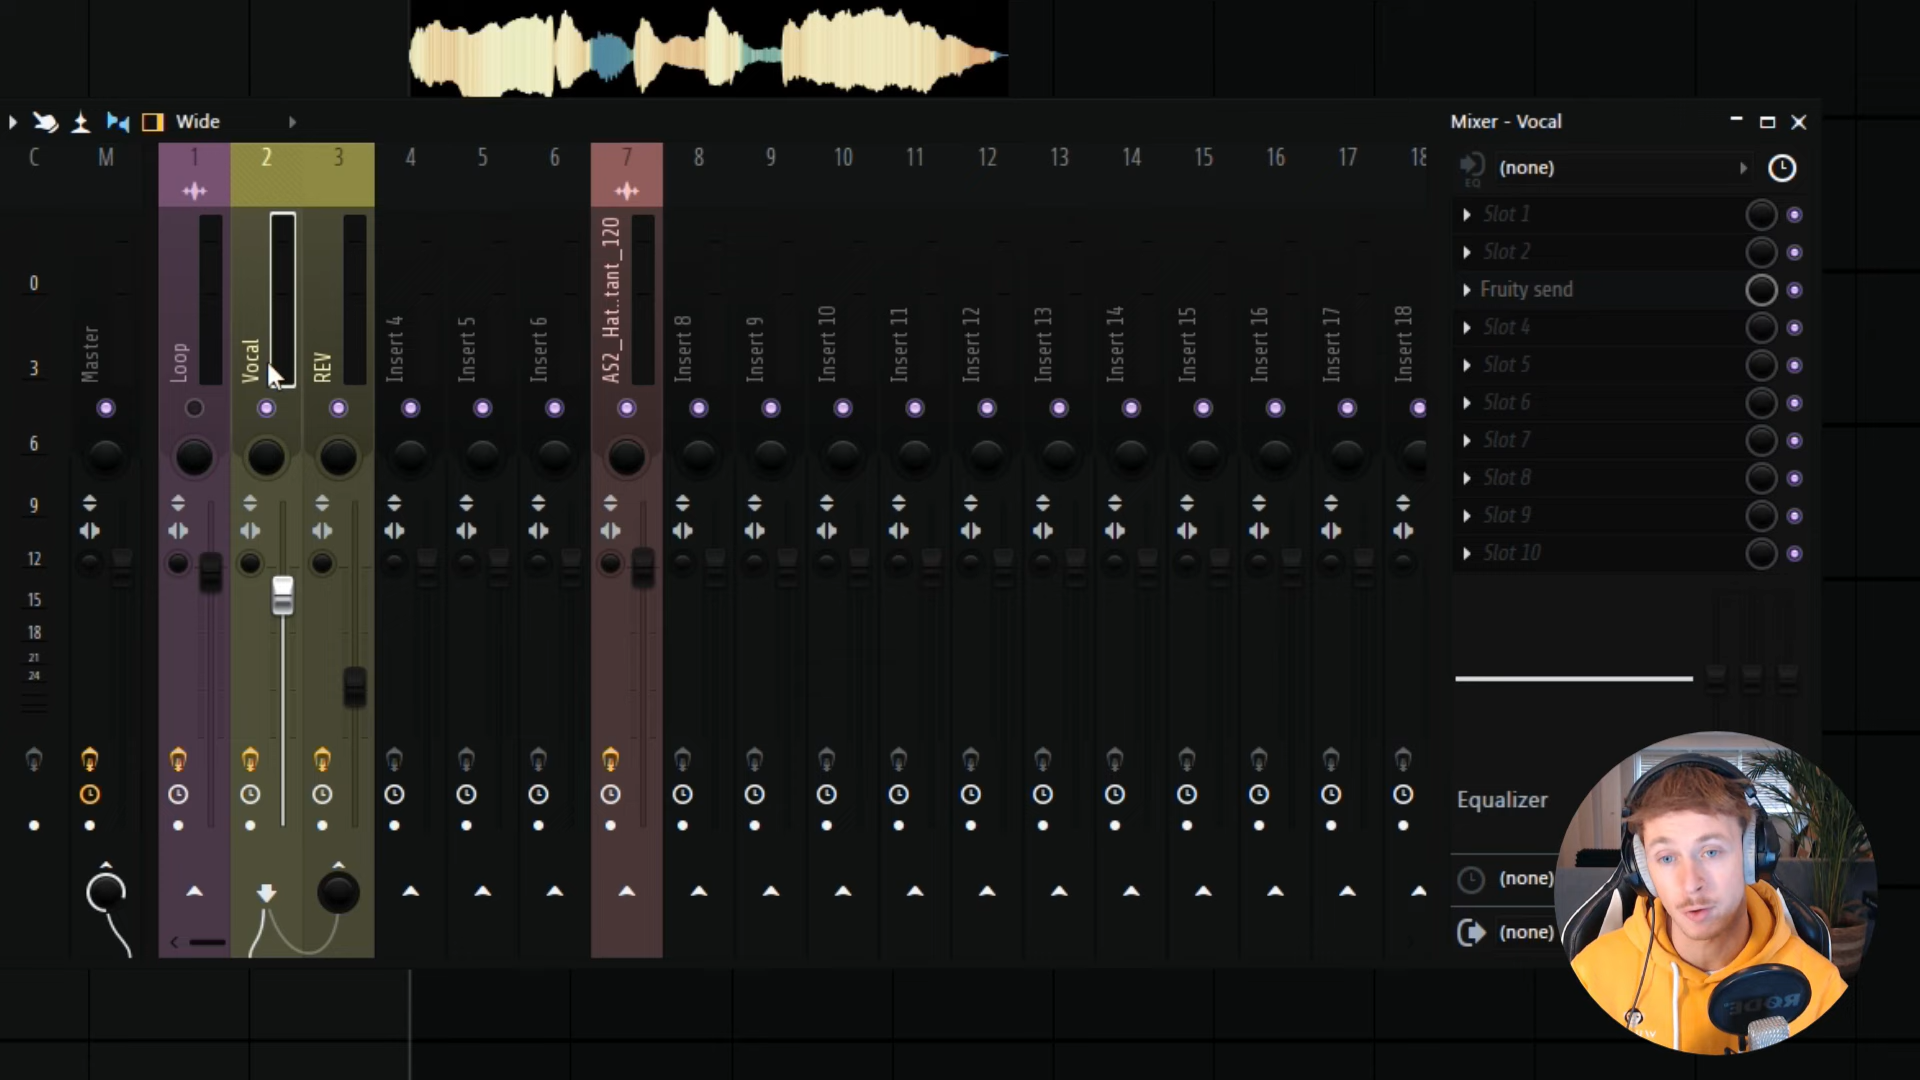 Wide
Mixer - Vocal
C M 1 2 3 4 5 6 7 8 9 10 11 12 13 14 15 16 17 18
EQ (none)
Slot 1
Slot 2
Fruity send
Slot 4
Slot 5
Slot 6
Slot 7
Slot 8
Slot 9
Slot 10
0
3
6
9
12
15
18
21
24
Master
Loop
Vocal
REV
Insert 4
Insert 5
Insert 6
AS2_Hat..tant_120
Insert 8
Insert 9
Insert 10
Insert 11
Insert 12
Insert 13
Insert 14
Insert 15
Insert 16
Insert 17
Insert 18
Equalizer
(none)
(none)
RODE